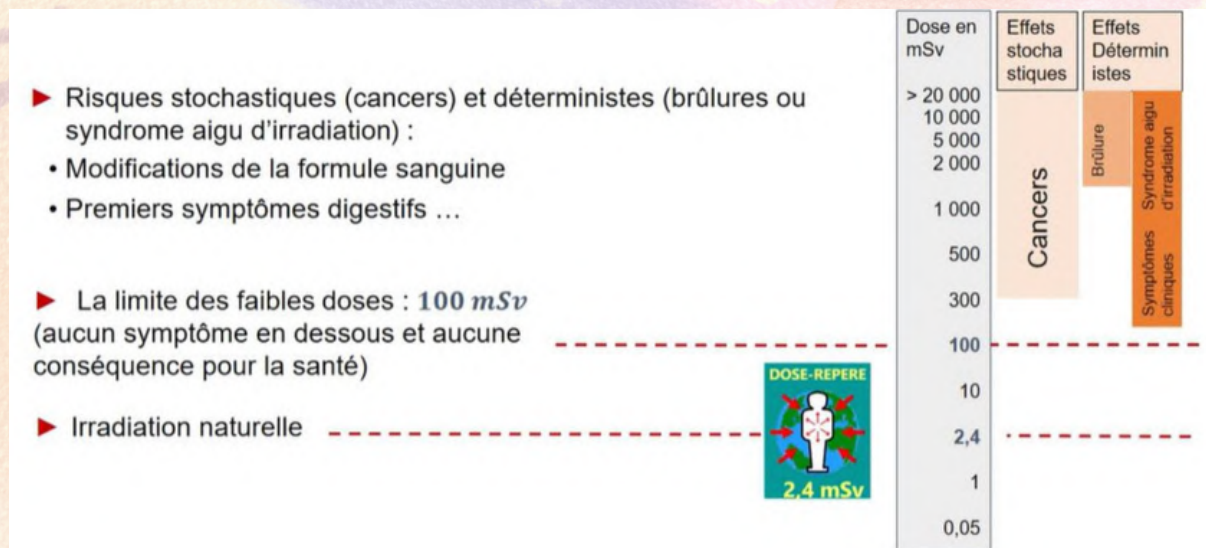 ► Risques stochastiques (cancers) et déterministes (brûlures ou
syndrome aigu d'irradiation) :
• Modifications de la formule sanguine
• Premiers symptômes digestifs …
► La limite des faibles doses : 100 mSv
(aucun symptôme en dessous et aucune
conséquence pour la santé)
► Irradiation naturelle
DOSE-REPERE
2,4 mSv
Dose en
mSv
> 20 000
10 000
5 000
2 000
1 000
500
300
100
10
2,4
1
0,05
Effets
stocha
stiques
Cancers
Effets
Détermin
istes
Brûlure
Syndrome aigu
d'irradiation
Symptômes
cliniques